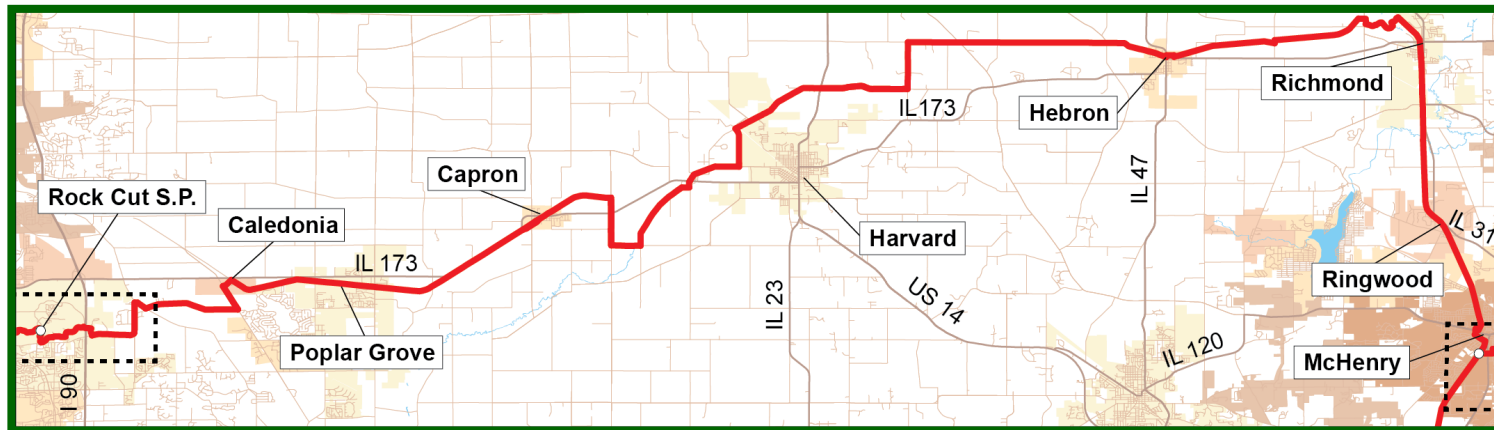 Richmond
Hebron
IL173
Capron
Rock Cut S.P.
IL 47
Caledonia
Harvard
IL 31
IL 173
Ringwood
IL 23
US 14
Poplar Grove
IL 120
McHenry
I 90